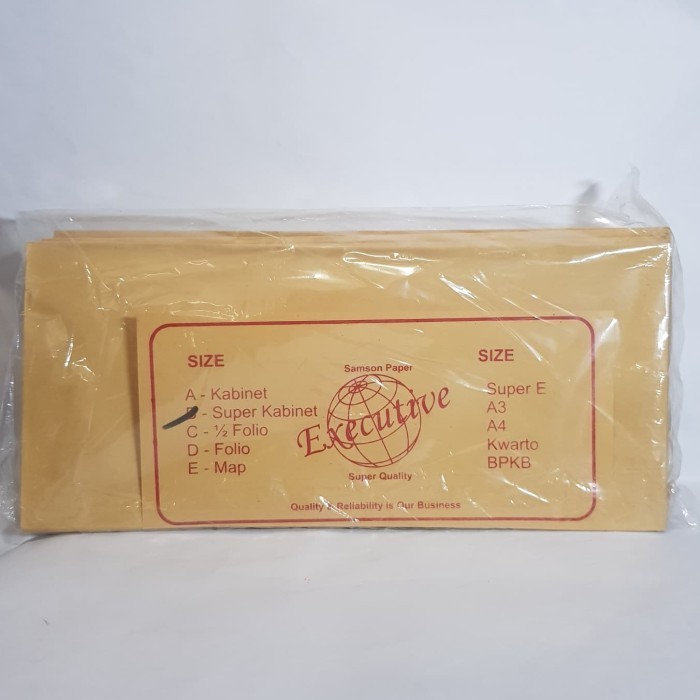 SIZE
A - Kabinet
B - Super Kabinet
C - ½ Folio
D - Folio
E - Map
Samson Paper
Executive
Super Quality
SIZE
Super E
A3
A4
Kwarto
BPKB
Quality & Reliability is Our Business